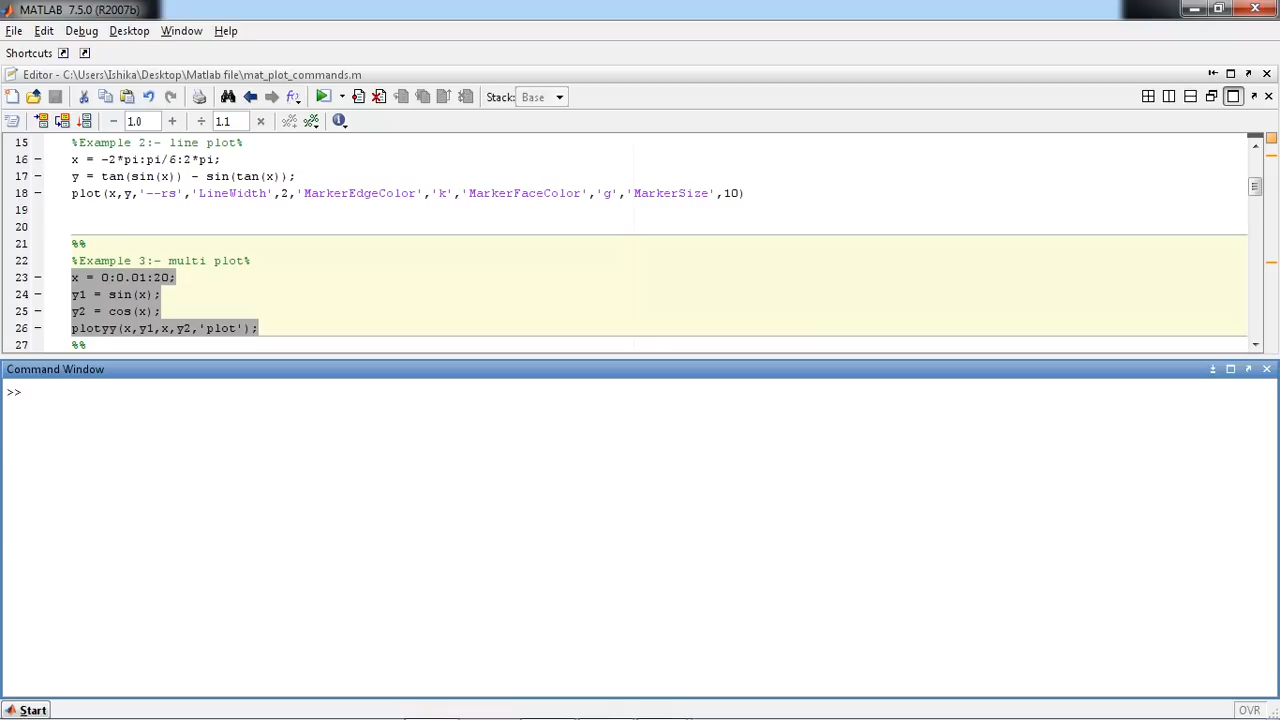 MATLAB 7.5.0 (R2007b)
File Edit Debug Desktop Window Help
Shortcuts
Editor - C:\Users\Ishika\Desktop\Matlab file\mat_plot_commands.m
Stack: Base
1.0 1.1
15 %Example 2:- line plot%
16 x = -2*pi:pi/6:2*pi;
17 y = tan(sin(x)) - sin(tan(x));
18 plot(x,y,'--rs','LineWidth',2,'MarkerEdgeColor','k','MarkerFaceColor','g','MarkerSize',10)
19
20
21 %%
22 %Example 3:- multi plot%
23 x = 0:0.01:20;
24 y1 = sin(x);
25 y2 = cos(x);
26 plotyy(x,y1,x,y2,'plot');
27 %%
Command Window
>>
Start
OVR